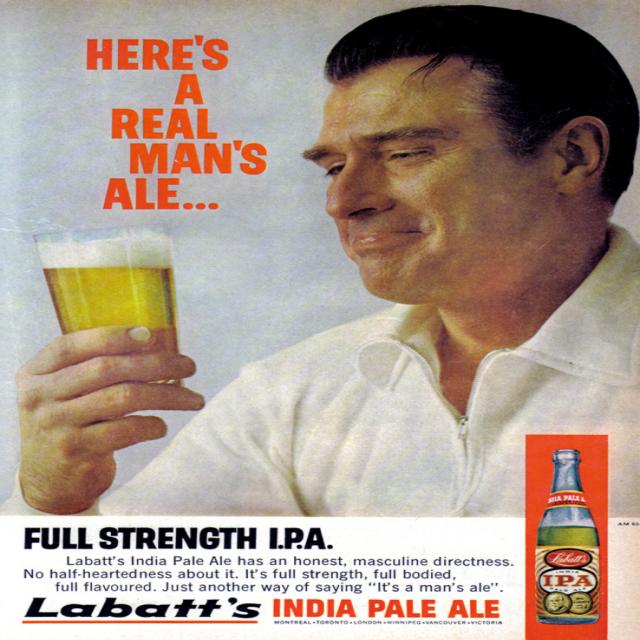 HERE'S
A
REAL
MAN'S
ALE...
FULL STRENGTH I.P.A.
Labatt's India Pale Ale has an honest, masculine directness.
No half-heartedness about it. It's full strength, full bodied,
full flavoured. Just another way of saying "It's a man's ale".
Labatt's INDIA PALE ALE
MONTREAL•TORONTO•LONDON•WINNIPEG•VANCOUVER•VICTORIA
Labatt's
INDIA
IPA
PALE ALE